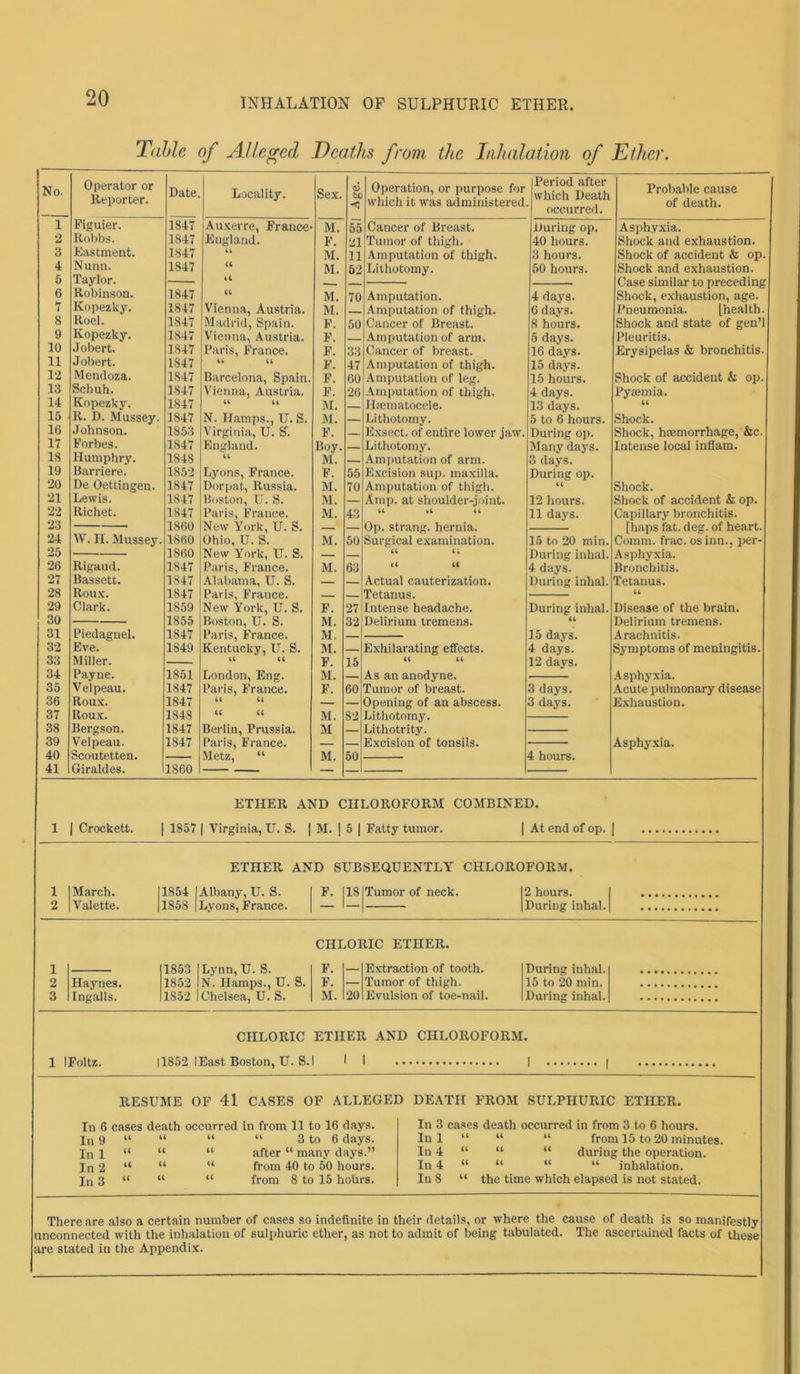 20
INHALATION OF SULPHURIC ETHER.
Table of Alleged Deaths from the Inhalation of Ether.
No. Operator or Reporter. Date. Locality. Sex. Age. Operation, or purpose for which it was administered. Period after which Death occurred. Probable cause of death.
1 Figuier. 1847 Auxerre, France. M. 55 Cancer of Breast. During op. Asphyxia.
2 Robbs. 1847 England. F. 21 Tumor of thigh. 40 hours. Shock and exhaustion.
3 Eastment. 1847 “ M. 11 Amputation of thigh. 3 hours. Shock of accident & op.
4 Nunn. 1847 “ M. 52 Lithotomy. 50 hours. Shock and exhaustion.
5 Taylor. — “ — — — — Case similar to preceding
6 Robinson. 1847 “ M. 70 Amputation. 4 days. Shock, exhaustion, age.
7 Kopezky. 1847 Vienna, Austria. M. — Amputation of thigh. 6 days. Pneumonia. [health.
8 Roel. 1847 Madrid, Spain. F. 50 Cancer of Breast. 8 hours. Shock and state of gen’l
9 Kopezky. 1847 Vienna, Austria. F. — Amputation of arm. 5 days. Pleuritis.
10 Jobert. 1847 Paris, France. F. 33 Cancer of breast. 16 days. Erysipelas & bronchitis.
11 Jobert. 1847 “ “ F. 47 Amputation of thigh. 15 days.
12 Mendoza. 1847 Barcelona, Spain. F. 60 Amputation of leg. 15 hours. Shock of accident & op.
13 Schuh. 1847 Vienna, Austria. F. 26 Amputation of thigh. 4 days. Pyæmia.
14 Kopezky. 1847 “ “ M. — Hæmatocele. 13 days. “
15 R. D. Mussey. 1847 N. Hamps., U. S. M. — Lithotomy. 5 to 6 hours. Shock.
16 Johnson. 1853 Virginia, U. S. F. — Exsect. of entire lower jaw. During op. Shock, hæmorrhage, &c.
17 Forbes. 1847 England. Boy. — Lithotomy. Many days. Intense local inflam.
18 Humphry. 1848 “ M. — Amputation of arm. 3 days.
19 Barriere. 1852 Lyons, France. F. 55 Excision sup. maxilla. During op.
20 De Oettingen. 1847 Dorpat, Russia. M. 70 Amputation of thigh. “ Shock.
21 Lewis. 1847 Boston, U. S. M. — Amp. at shoulder-joint. 12 hours. Shock of accident & op.
22 Richet. 1847 Paris, France. M. 43 “ “ “ 11 days. Capillary bronchitis.
23 — 1860 New York, U. S. — — Op. strang. hernia. — [haps fat. deg. of heart.
24 W. H. Mussey. 1860 Ohio, U. S. M. 50 Surgical examination. 15 to 20 min. Comm. frac. os inn., per-
25 — 1860 New York, U. S. — — “ “ During inhal. Asphyxia.
26 Rigaud. 1847 Paris, France. M. 63 “ “ 4 days. Bronchitis.
27 Bassett. 1847 Alabama, U. S. — — Actual cauterization. During inhal. Tetanus.
28 Roux. 1847 Paris, France. — — Tetanus. — “
29 Clark. 1859 New York, U. S. F. 27 Intense headache. During inhal. Disease of the brain.
30 — 1855 Boston, U. S. M. 32 Delirium tremens. “ Delirium tremens.
31 Piedagnel. 1847 Paris, France. M. — — 15 days. Arachnitis.
32 Eve. 1849 Kentucky, U. S. M. — Exhilarating effects. 4 days. Symptoms of meningitis.
33 Miller. — “ “ F. 15 “ “ 12 days.
34 Payne. 1851 London, Eng. M. — As an anodyne. — Asphyxia.
35 Velpeau. 1847 Paris, France. F. 60 Tumor of breast. 3 days. Acute pulmonary disease
36 Roux. 1847 “ “ — — Opening of an abscess. 3 days. Exhaustion.
37 Roux. 1848 “ “ M. 82 Lithotomy. —
38 Bergson. 1847 Berlin, Prussia. M — Lithotrity. —
39 Velpeau. 1847 Paris, France. — — Excision of tonsils. — Asphyxia.
40 Scoutetten. — Metz, “ M. 50 — 4 hours.
41 Giraldes. 1860 — — — — — —
ETHER AND CHLOROFORM COMBINED.
1 | Crockett. | 1857 | Virginia, U. S. | M. | 5 | Fatty tumor. | At end of op. | ............
ETHER AND SUBSEQUENTLY CHLOROFORM.
1 March. 1854 Albany, U. S. F. 18 Tumor of neck. 2 hours. ............
2 Valette. 1858 Lyons, France. — — — During inhal. ............
CHLORIC ETHER.
1 — 1853 Lynn, U. S. F. — Extraction of tooth. During inhal. ............
2 Haynes. 1852 N. Hamps., U. S. F. — Tumor of thigh. 15 to 20 min. ............
3 Ingalls. 1852 Chelsea, U. S. M. 20 Evulsion of toe-nail. During inhal. ............
CHLORIC ETHER AND CHLOROFORM.
1 Foltz. 1852 East Boston, U. S. ............ ............ ............
RESUME OF 41 CASES OF ALLEGED DEATH FROM SULPHURIC ETHER.
In 6 cases death occurred in from 11 to 16 days.
In 9 “ “ “ “ 3 to 6 days.
In 1 “ “ “ after “ many days.”
In 2 “ “ “ from 40 to 50 hours.
In 3 “ “ “ from 8 to 15 hours.
In 3 cases death occurred in from 3 to 6 hours.
In 1 “ “ “ from 15 to 20 minutes.
In 4 “ “ “ during the operation.
In 4 “ “ “ “ inhalation.
In 8 “ the time which elapsed is not stated.
There are also a certain number of cases so indefinite in their details, or where the cause of death is so manifestly
unconnected with the inhalation of sulphuric ether, as not to admit of being tabulated. The ascertained facts of these
are stated in the Appendix.